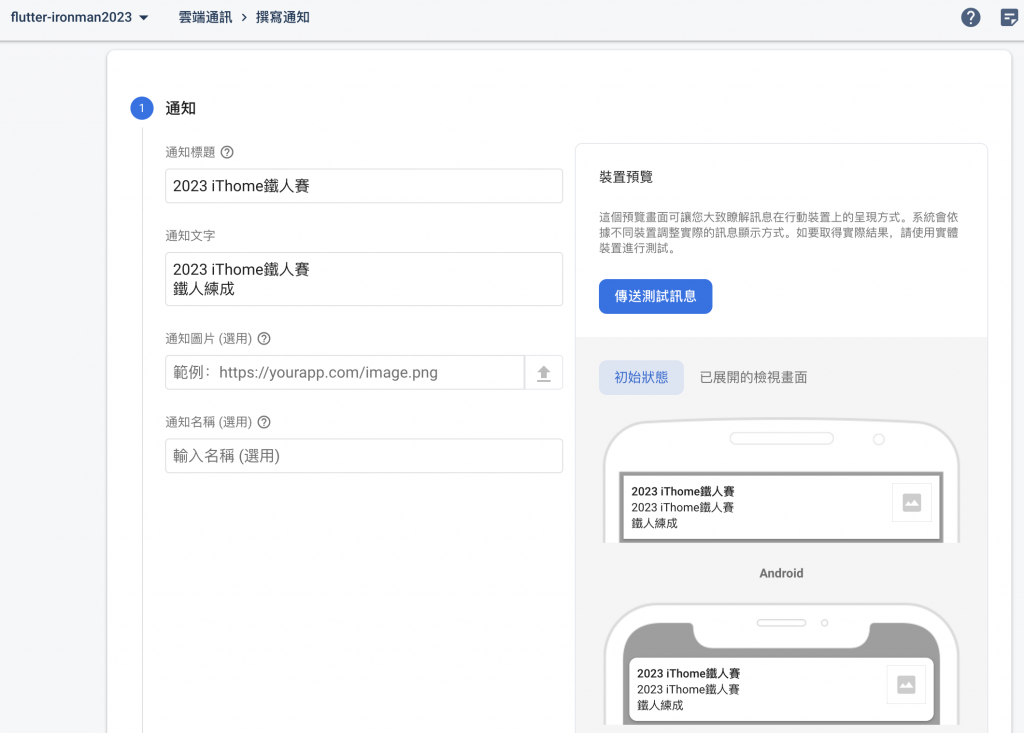 flutter-ironman2023
雲端通訊 > 撰寫通知
1 通知
通知標題
2023 iThome鐵人賽
通知文字
2023 iThome鐵人賽
鐵人練成
通知圖片 (選用)
範例：https://yourapp.com/image.png
通知名稱 (選用)
輸入名稱 (選用)
裝置預覽
這個預覽畫面可讓您大致瞭解訊息在行動裝置上的呈現方式。系統會依
據不同裝置調整實際的訊息顯示方式。如要取得實際結果，請使用實體
裝置進行測試。
傳送測試訊息
初始狀態 已展開的檢視畫面
2023 iThome鐵人賽
2023 iThome鐵人賽
鐵人練成
Android
2023 iThome鐵人賽
2023 iThome鐵人賽
鐵人練成